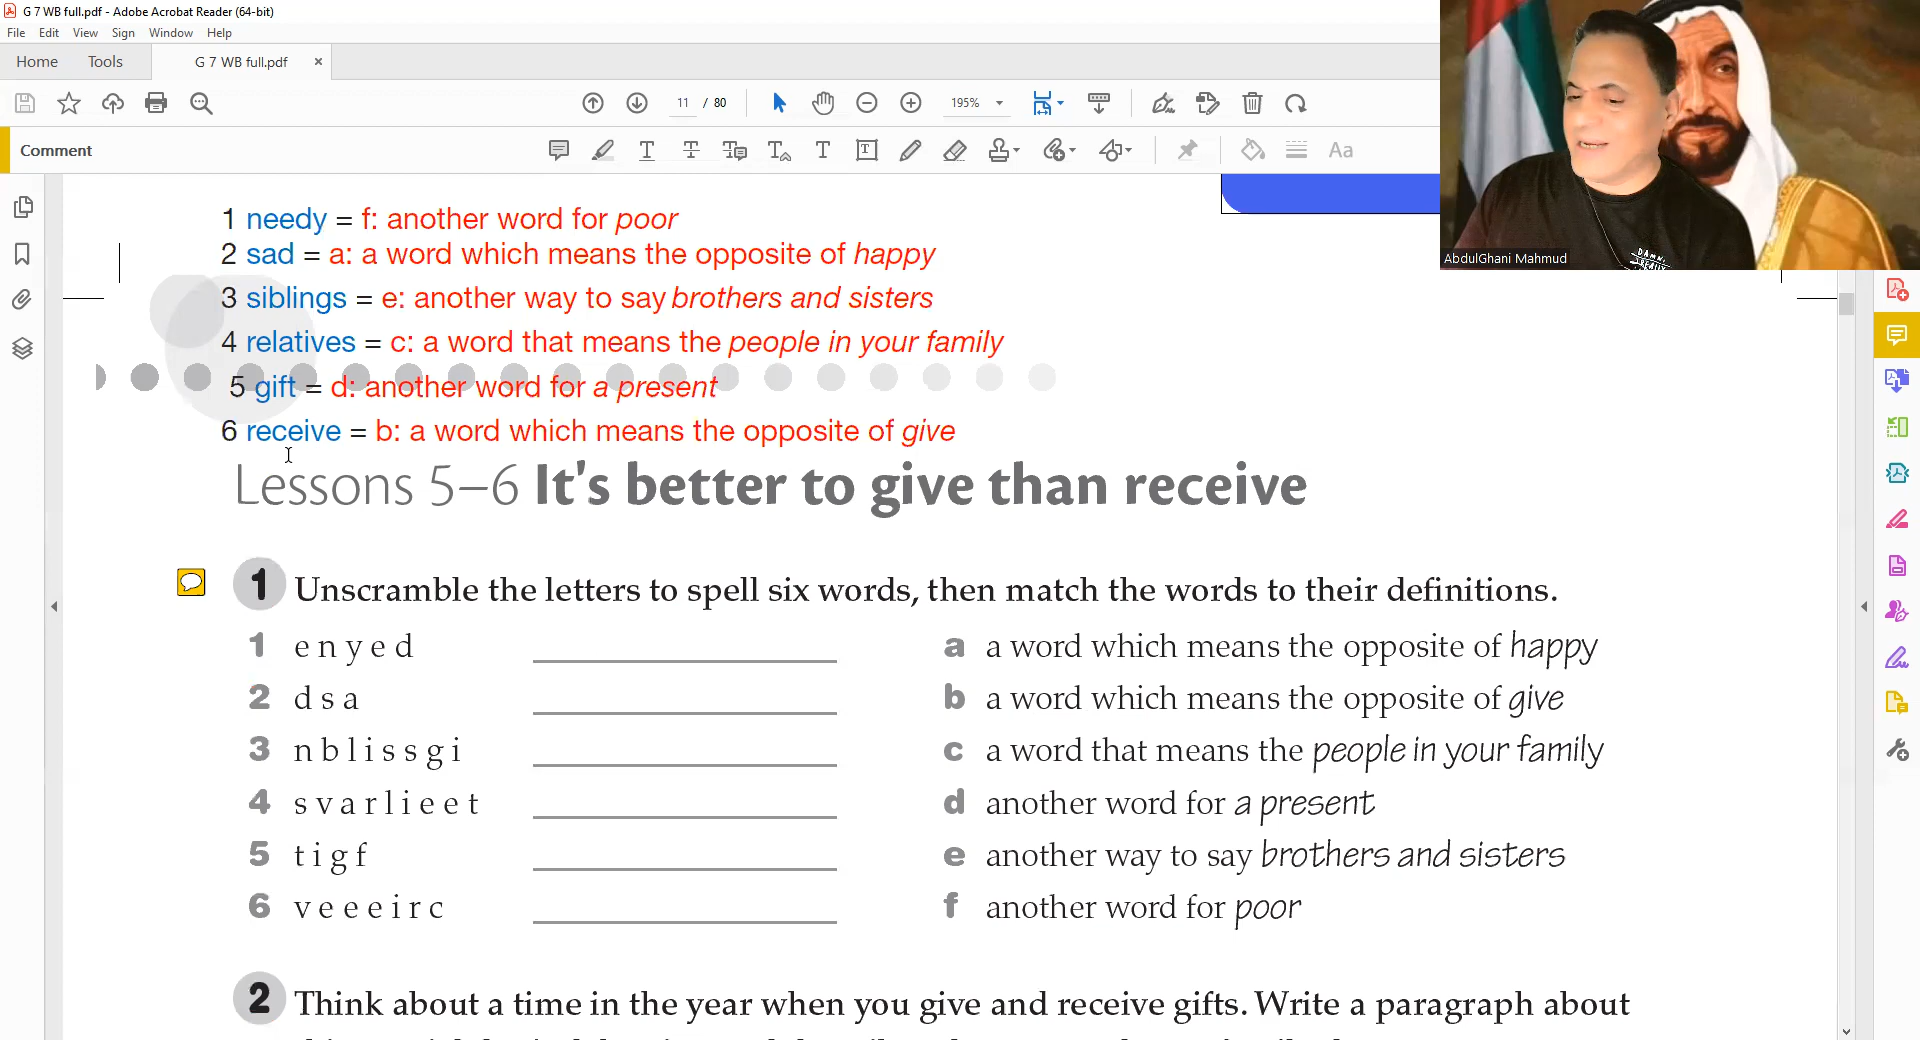 G 7 WB full.pdf - Adobe Acrobat Reader (64-bit)
File Edit View Sign Window Help
Home Tools G 7 WB full.pdf ×
11 / 80 195%
Comment
Aa
AbdulGhani Mahmud
1 needy = f: another word for poor
2 sad = a: a word which means the opposite of happy
3 siblings = e: another way to say brothers and sisters
4 relatives = c: a word that means the people in your family
5 gift = d: another word for a present
6 receive = b: a word which means the opposite of give
Lessons 5–6 It's better to give than receive
1 Unscramble the letters to spell six words, then match the words to their definitions.
1 e n y e d a a word which means the opposite of happy
2 d s a b a word which means the opposite of give
3 n b l i s s g i c a word that means the people in your family
4 s v a r l i e e t d another word for a present
5 t i g f e another way to say brothers and sisters
6 v e e e i r c f another word for poor
2 Think about a time in the year when you give and receive gifts. Write a paragraph about